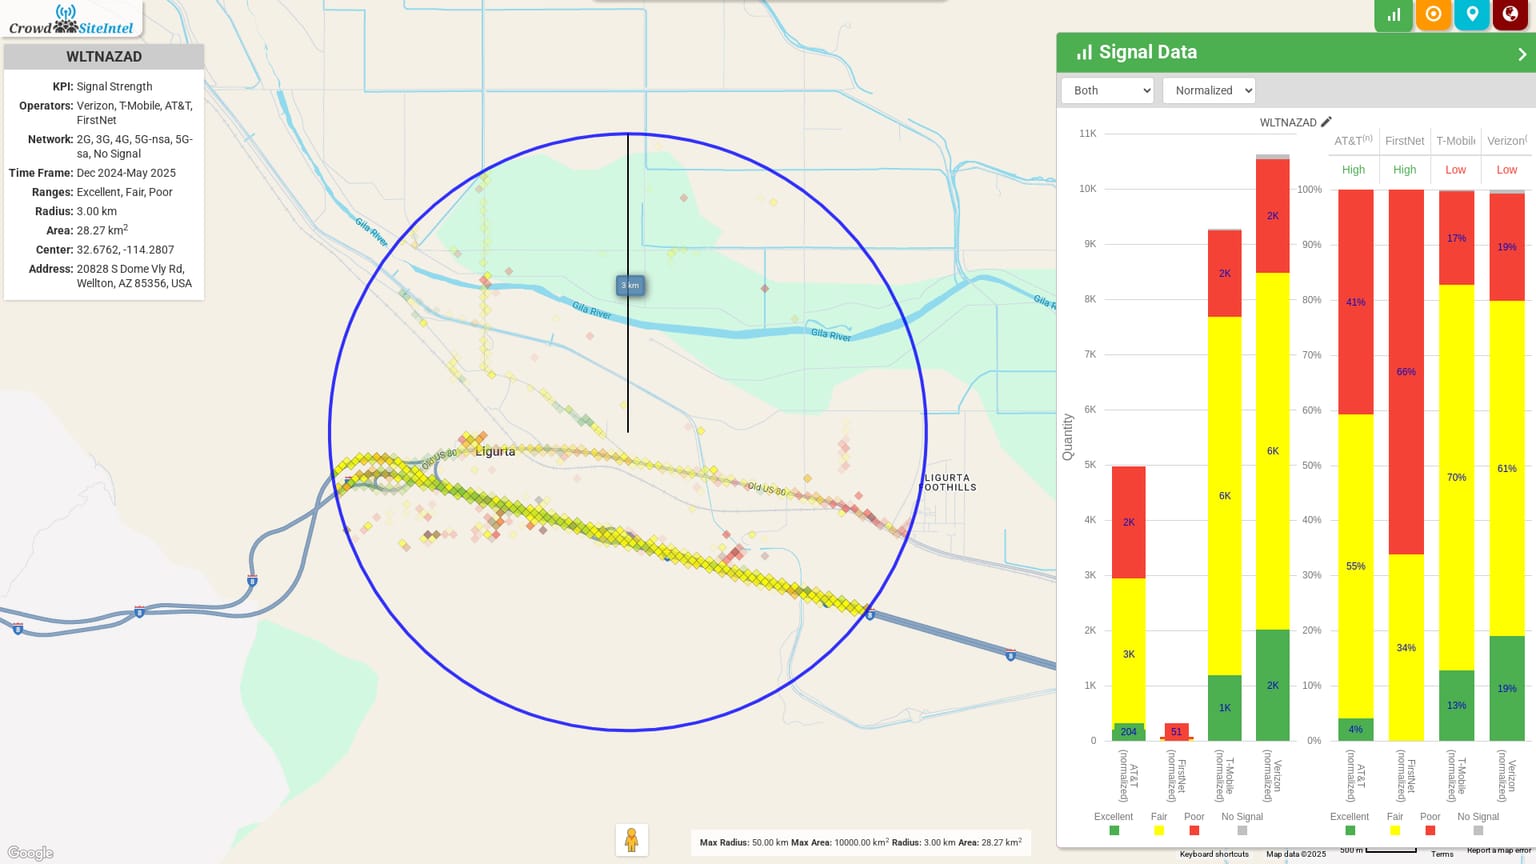 CrowdSiteIntel
WLTNAZAD
KPI: Signal Strength
Operators: Verizon, T-Mobile, AT&T,
FirstNet
Network: 2G, 3G, 4G, 5G-nsa, 5G-
sa, No Signal
Time Frame: Dec 2024-May 2025
Ranges: Excellent, Fair, Poor
Radius: 3.00 km
Area: 28.27 km²
Center: 32.6762, -114.2807
Address: 20828 S Dome Vly Rd,
Wellton, AZ 85356, USA
Gila River
Gila River
Gila River
Gila R
3 km
Old US 80
Ligurta
Old US 80
LIGURTA
FOOTHILLS
8
8
8
8
8
Google
Max Radius: 50.00 km Max Area: 10000.00 km² Radius: 3.00 km Area: 28.27 km²
Signal Data
Both
Normalized
WLTNAZAD
Quantity
11K
10K
9K
8K
7K
6K
5K
4K
3K
2K
1K
0
2K
3K
204
51
2K
6K
1K
2K
6K
2K
AT&T (normalized)
FirstNet (normalized)
T-Mobile (normalized)
Verizon (normalized)
Excellent
Fair
Poor
No Signal
AT&T(n)
FirstNet
T-Mobil
Verizon(
High
High
Low
Low
100%
90%
80%
70%
60%
50%
40%
30%
20%
10%
0%
41%
55%
4%
66%
34%
17%
70%
13%
19%
61%
19%
AT&T (normalized)
FirstNet (normalized)
T-Mobile (normalized)
Verizon (normalized)
Excellent
Fair
Poor
No Signal
Keyboard shortcuts
Map data ©2025
500 m
Terms
Report a map error